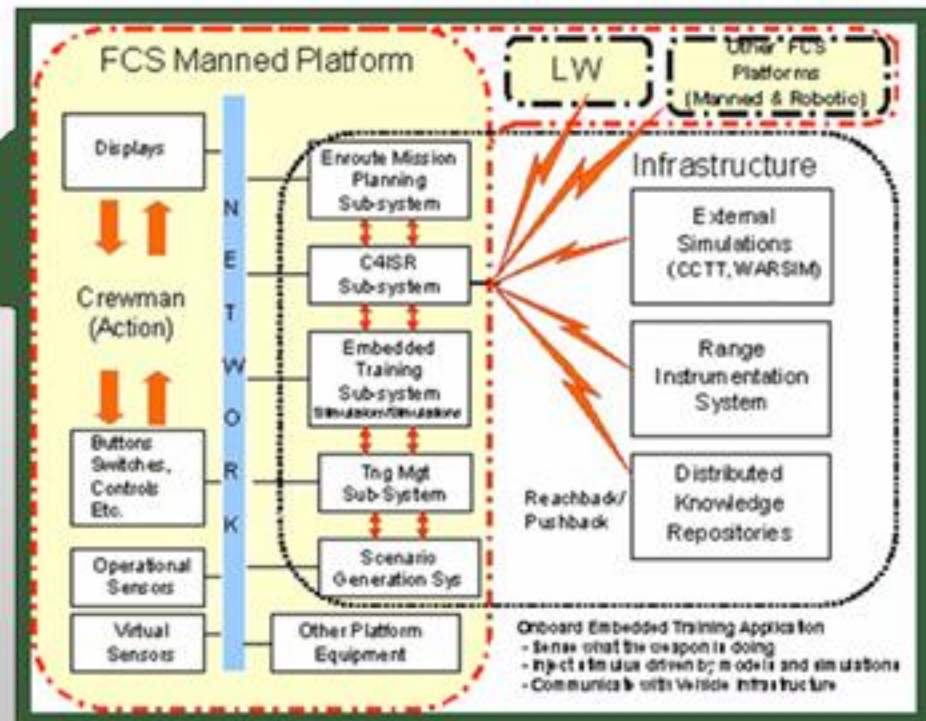 FCS Manned Platform
LW
Other FCS
Platforms
(Manned & Robotic)
Displays
Crewman
(Action)
Buttons
Switches,
Controls
Etc.
Operational
Sensors
Virtual
Sensors
N
E
T
W
O
R
K
Enroute Mission
Planning
Sub-system
C4ISR
Sub-system
Embedded
Training
Sub-system
Stimulators/Simulations
Tng Mgt
Sub-System
Scenario
Generation Sys
Other Platform
Equipment
Infrastructure
External
Simulations
(CCTT, WARSIM)
Range
Instrumentation
System
Distributed
Knowledge
Repositories
Reachback/
Pushback
Onboard Embedded Training Application
- Sense what the weapon is doing
- Inject stimulus driven by models and simulations
- Communicate with Vehicle Infrastructure